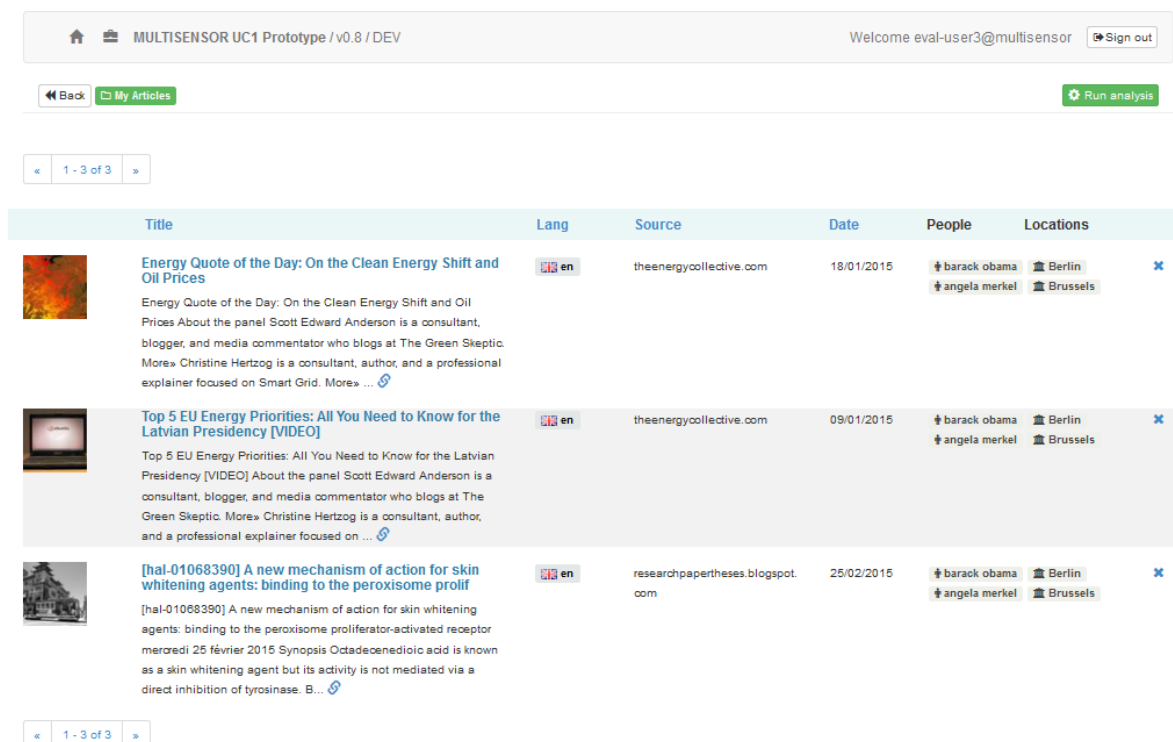 MULTISENSOR UC1 Prototype / v0.8 / DEV Welcome eval-user3@multisensor Sign out
Back My Articles Run analysis
« 1 - 3 of 3 »
Title Lang Source Date People Locations
Energy Quote of the Day: On the Clean Energy Shift and
Oil Prices
Energy Quote of the Day: On the Clean Energy Shift and Oil
Prices About the panel Scott Edward Anderson is a consultant,
blogger, and media commentator who blogs at The Green Skeptic.
More» Christine Hertzog is a consultant, author, and a professional
explainer focused on Smart Grid. More» ...
en
theenergycollective.com
18/01/2015
barack obama
angela merkel
Berlin
Brussels
Top 5 EU Energy Priorities: All You Need to Know for the
Latvian Presidency [VIDEO]
Top 5 EU Energy Priorities: All You Need to Know for the Latvian
Presidency [VIDEO] About the panel Scott Edward Anderson is a
consultant, blogger, and media commentator who blogs at The
Green Skeptic. More» Christine Hertzog is a consultant, author,
and a professional explainer focused on ...
en
theenergycollective.com
09/01/2015
barack obama
angela merkel
Berlin
Brussels
[hal-01068390] A new mechanism of action for skin
whitening agents: binding to the peroxisome prolif
[hal-01068390] A new mechanism of action for skin whitening
agents: binding to the peroxisome proliferator-activated receptor
mercredi 25 février 2015 Synopsis Octadecenedioic acid is known
as a skin whitening agent but its activity is not mediated via a
direct inhibition of tyrosinase. B...
en
researchpapertheses.blogspot.
com
25/02/2015
barack obama
angela merkel
Berlin
Brussels
« 1 - 3 of 3 »